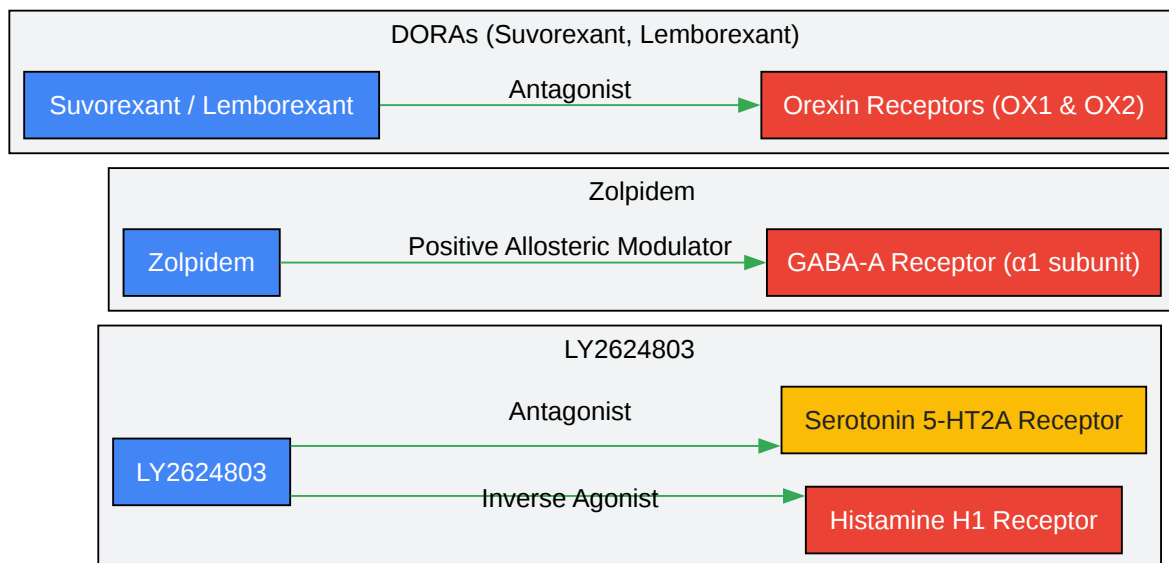 DORAs (Suvorexant, Lemborexant)
Suvorexant / Lemborexant
Antagonist
Orexin Receptors (OX1 & OX2)
Zolpidem
Zolpidem
Positive Allosteric Modulator
GABA-A Receptor (α1 subunit)
LY2624803
LY2624803
Antagonist
Serotonin 5-HT2A Receptor
Inverse Agonist
Histamine H1 Receptor